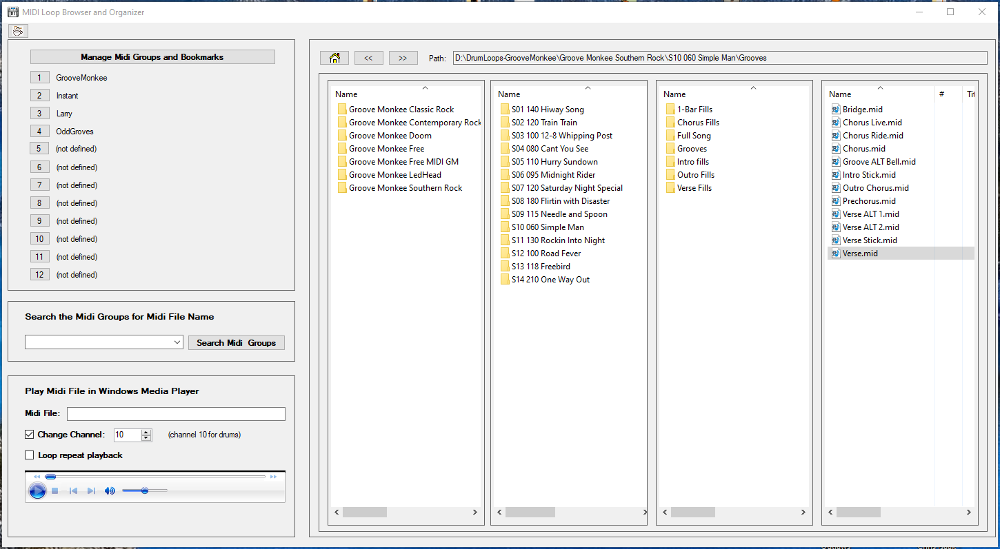 MIDI Loop Browser and Organizer
Manage Midi Groups and Bookmarks
1 GrooveMonkee
2 Instant
3 Larry
4 OddGroves
5 (not defined)
6 (not defined)
7 (not defined)
8 (not defined)
9 (not defined)
10 (not defined)
11 (not defined)
12 (not defined)
Search the Midi Groups for Midi File Name
Search Midi Groups
Play Midi File in Windows Media Player
Midi File:
Change Channel: 10 (channel 10 for drums)
Loop repeat playback
<< >> Path: D:\DrumLoops-GrooveMonkee\Groove Monkee Southern Rock\S10 060 Simple Man\Grooves
Name
Groove Monkee Classic Rock
Groove Monkee Contemporary Rock
Groove Monkee Doom
Groove Monkee Free
Groove Monkee Free MIDI GM
Groove Monkee LedHead
Groove Monkee Southern Rock
Name
S01 140 Hiway Song
S02 120 Train Train
S03 100 12-8 Whipping Post
S04 080 Cant You See
S05 110 Hurry Sundown
S06 095 Midnight Rider
S07 120 Saturday Night Special
S08 180 Flirtin with Disaster
S09 115 Needle and Spoon
S10 060 Simple Man
S11 130 Rockin Into Night
S12 100 Road Fever
S13 118 Freebird
S14 210 One Way Out
Name
1-Bar Fills
Chorus Fills
Full Song
Grooves
Intro fills
Outro Fills
Verse Fills
Name # Tit
Bridge.mid
Chorus Live.mid
Chorus Ride.mid
Chorus.mid
Groove ALT Bell.mid
Intro Stick.mid
Outro Chorus.mid
Prechorus.mid
Verse ALT 1.mid
Verse ALT 2.mid
Verse Stick.mid
Verse.mid